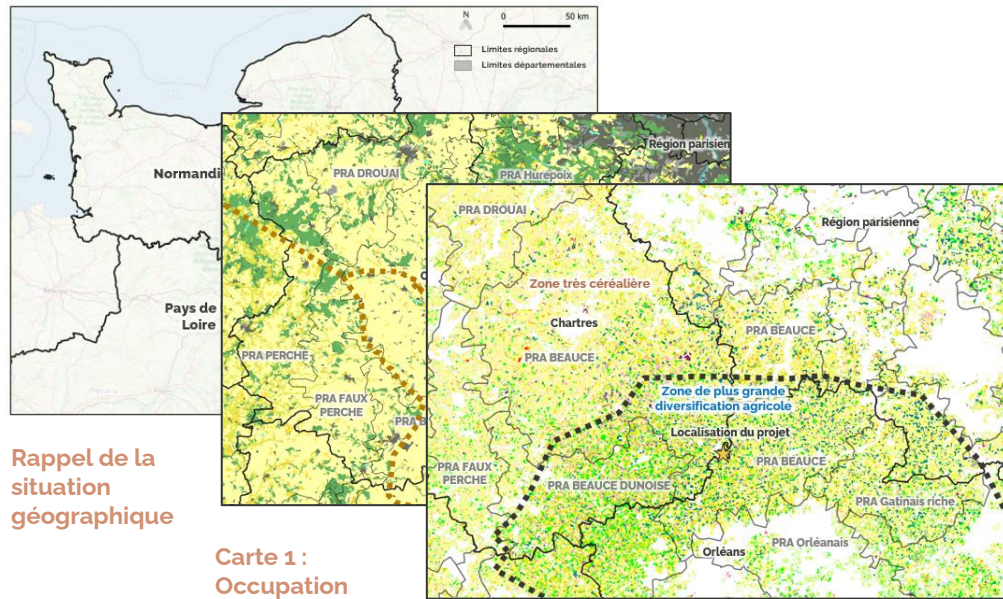 N
0
50 km
Limites régionales
Limites départementales
Normandi
Pays de
Loire
Région parisien
PRA DROUAI
PRA Hurepoix
PRA PERCHE
PRA FAUX
PERCHE
PRA B
PRA DROUAI
Région parisienne
Zone très céréalière
Chartres
PRA BEAUCE
PRA BEAUCE
Zone de plus grande
diversification agricole
Localisation du projet
PRA FAUX
PERCHE
PRA BEAUCE
PRA BEAUCE DUNOISE
PRA Gatinais riche
PRA Orléanais
Orléans
Rappel de la
situation
géographique
Carte 1 :
Occupation